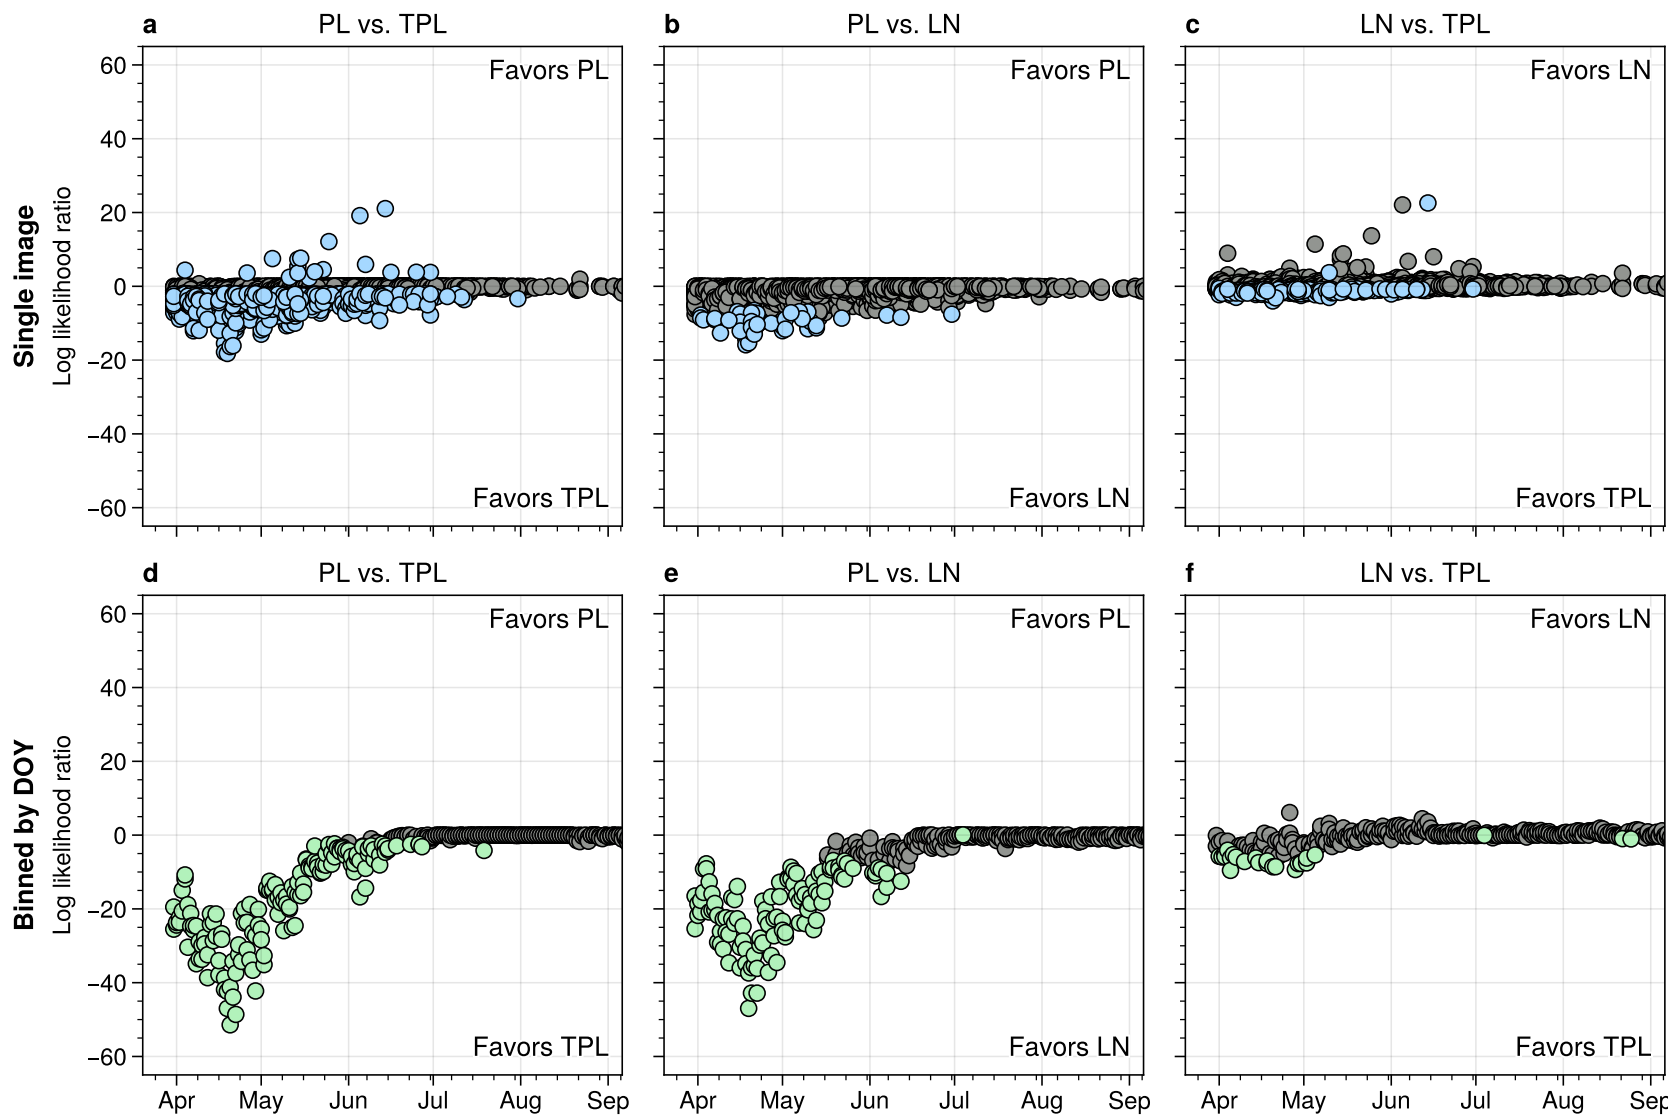 a PL vs. TPL
b PL vs. LN
c LN vs. TPL
Single image
Log likelihood ratio
60
40
20
0
−20
−40
−60
Favors PL
Favors TPL
Favors PL
Favors LN
Favors LN
Favors TPL
d PL vs. TPL
e PL vs. LN
f LN vs. TPL
Binned by DOY
Log likelihood ratio
60
40
20
0
−20
−40
−60
Favors PL
Favors TPL
Favors PL
Favors LN
Favors LN
Favors TPL
Apr May Jun Jul Aug Sep
Apr May Jun Jul Aug Sep
Apr May Jun Jul Aug Sep